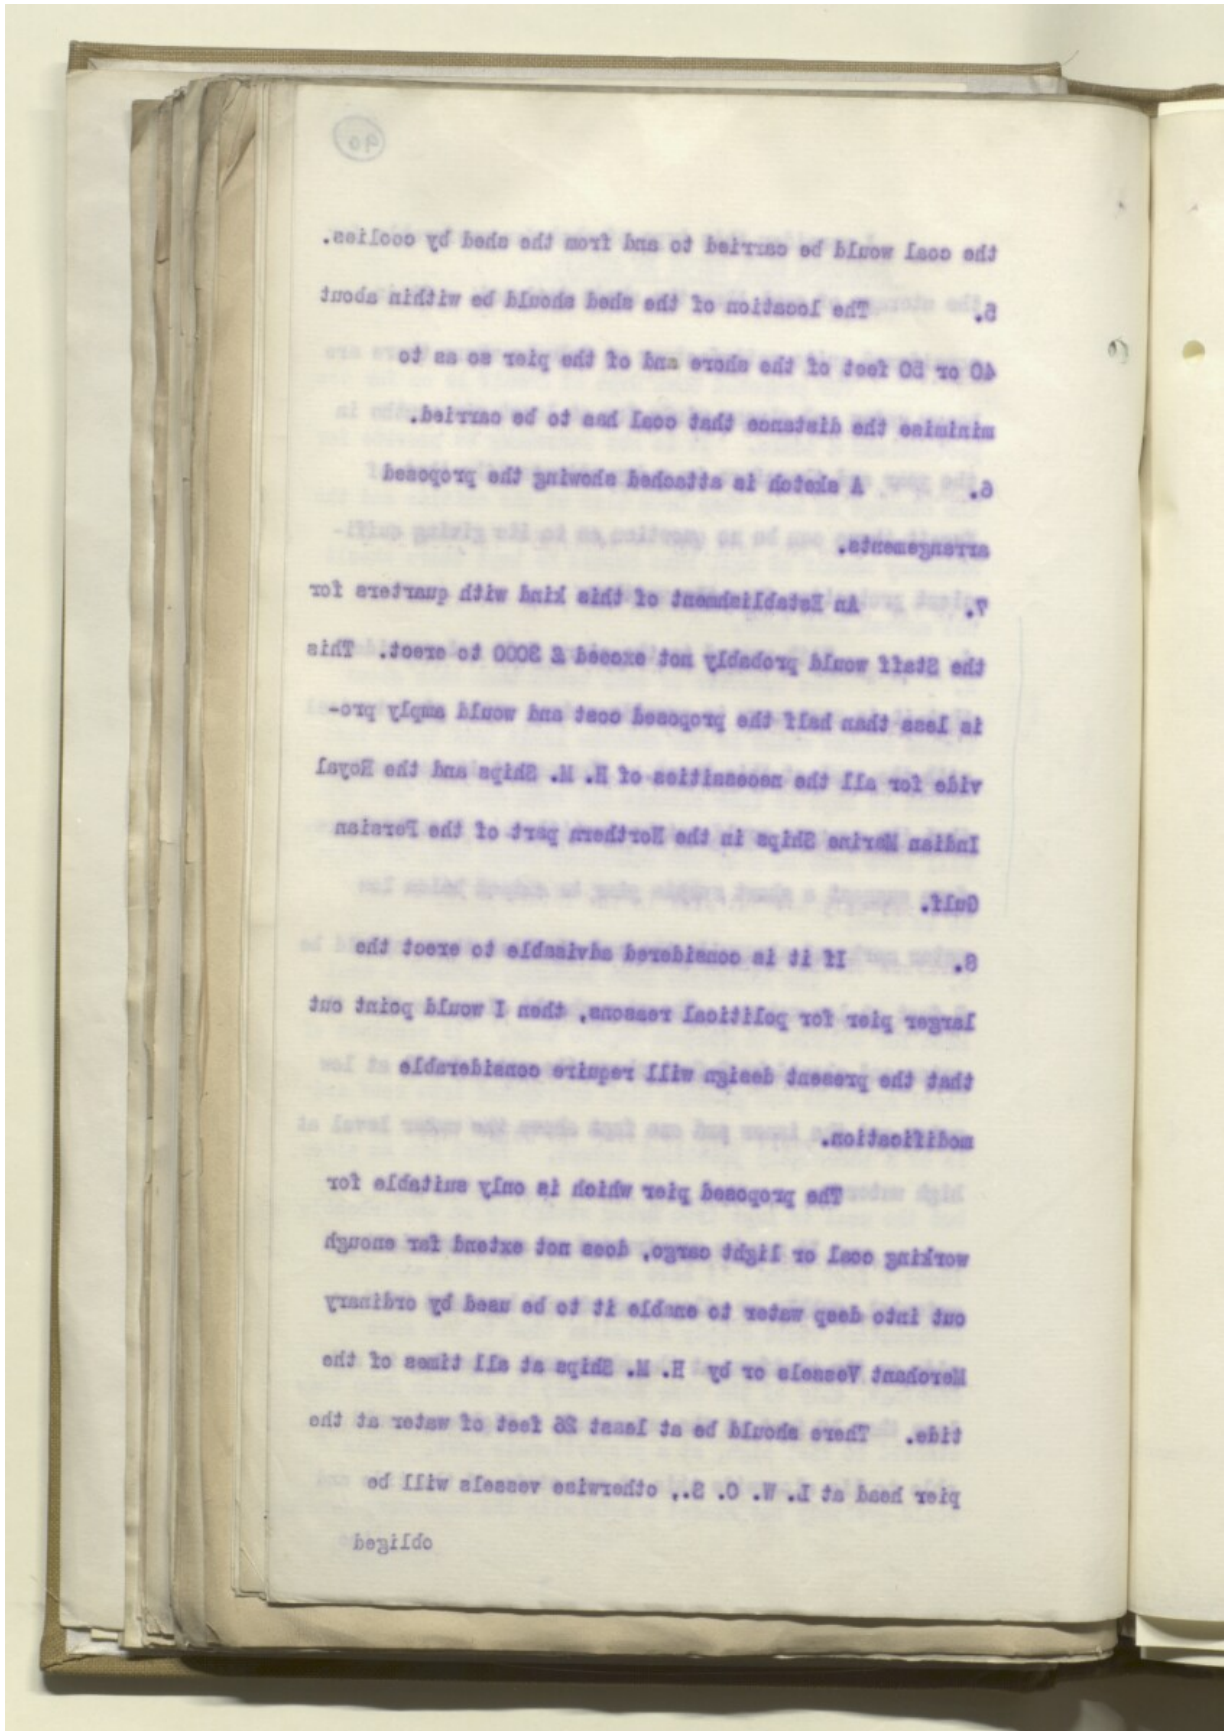 90
the coal would be carried to and from the shed by coolies.
5. The location of the shed should be within about
40 or 50 feet of the shore and of the pier so as to
minimise the distance that coal has to be carried.
6. A sketch is attached showing the proposed
arrangements.
7. An Establishment of this kind with quarters for
the Staff would probably not exceed £ 3000 to erect. This
is less than half the proposed cost and would amply pro-
vide for all the necessities of H. M. Ships and the Royal
Indian Marine Ships in the Northern part of the Persian
Gulf.
8. If it is considered advisable to erect the
larger pier for political reasons, then I would point out
that the present design will require considerable
modification.
The proposed pier which is only suitable for
working coal or light cargo, does not extend far enough
out into deep water to enable it to be used by ordinary
Merchant Vessels or by H. M. Ships at all times of the
tide. There should be at least 26 feet of water at the
pier head at L. W. O. S., otherwise vessels will be
obliged